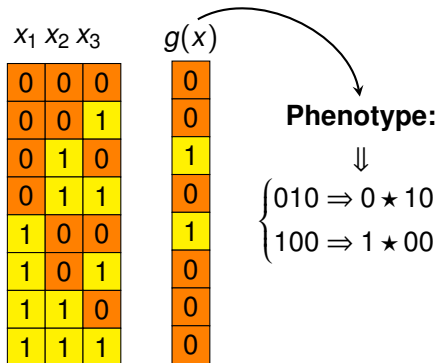 x₁ x₂ x₃ g(x)
0 0 0 0
0 0 1 0
0 1 0 1
0 1 1 0
1 0 0 1
1 0 1 0
1 1 0 0
1 1 1 0
Phenotype:
⇓
010 ⇒ 0 ⋆ 10
100 ⇒ 1 ⋆ 00